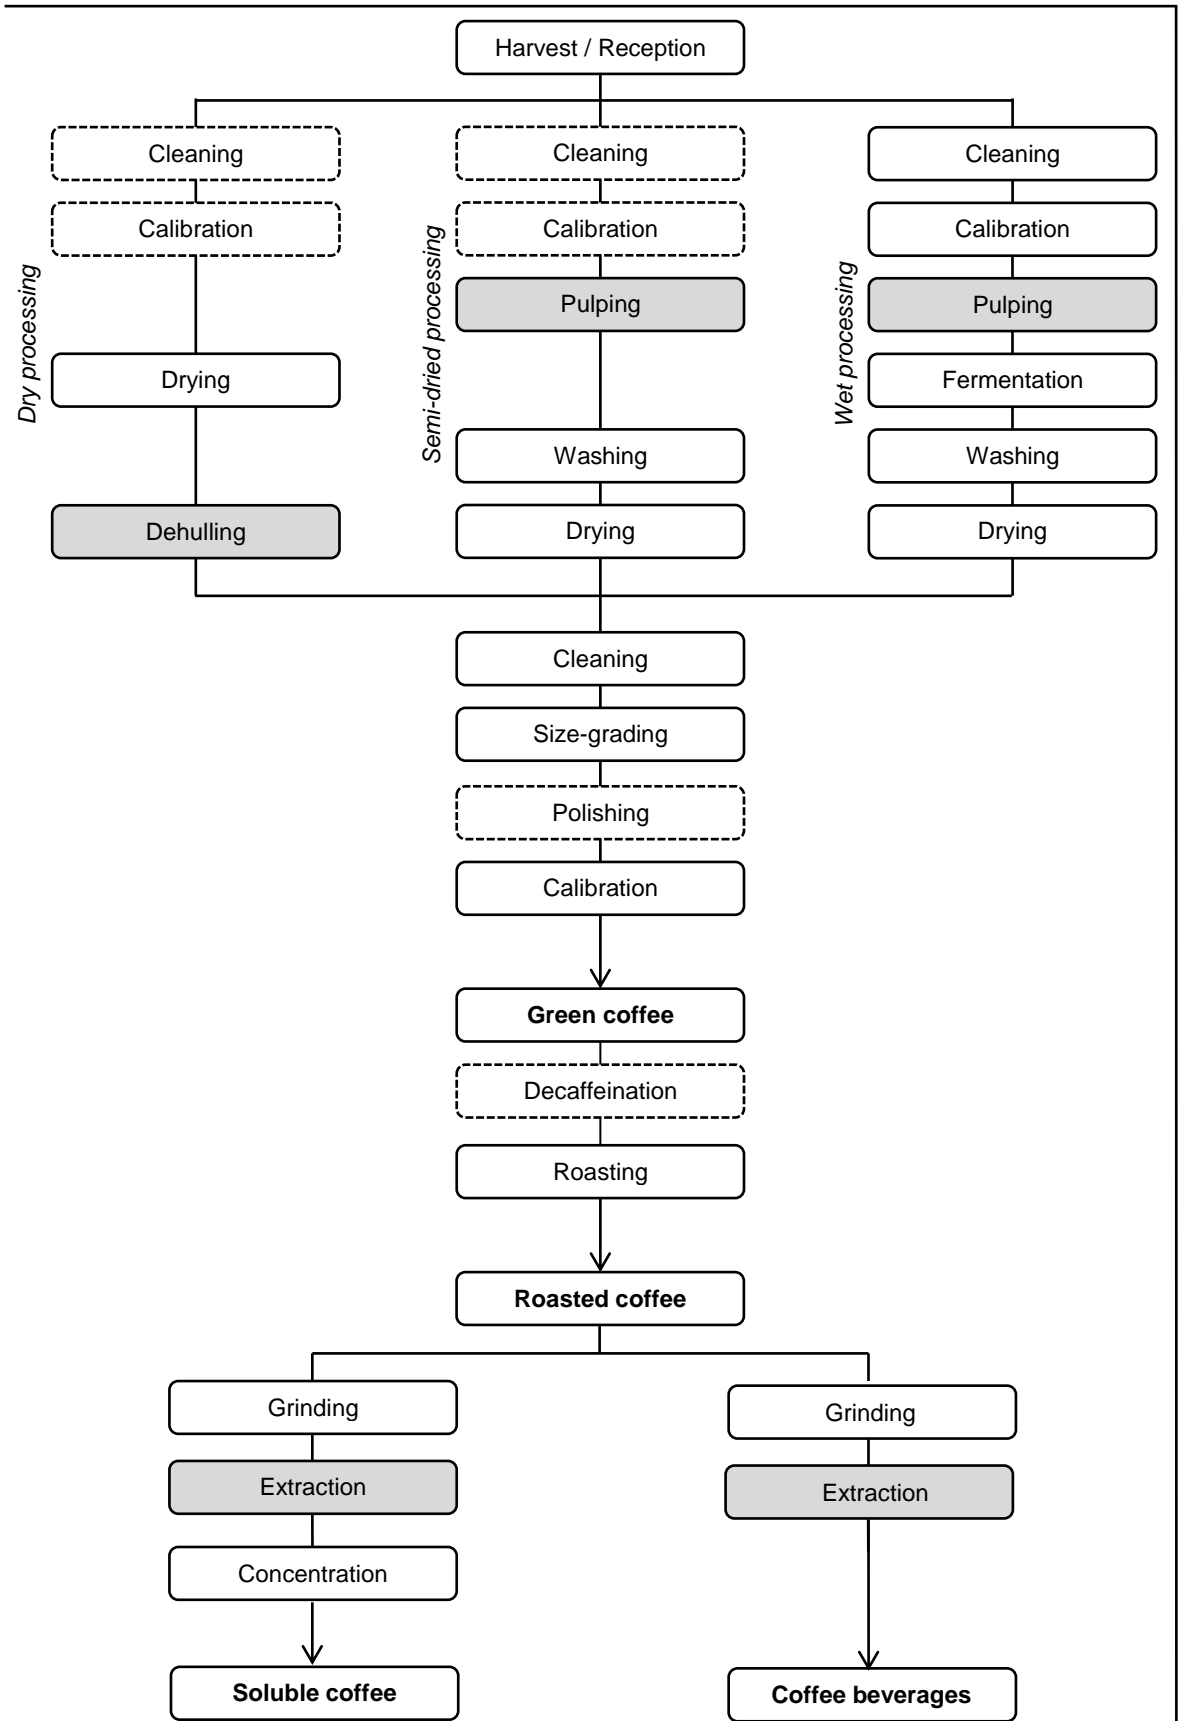 Harvest / Reception
Dry processing
Cleaning
Calibration
Drying
Dehulling
Semi-dried processing
Cleaning
Calibration
Pulping
Washing
Drying
Wet processing
Cleaning
Calibration
Pulping
Fermentation
Washing
Drying
Cleaning
Size-grading
Polishing
Calibration
Green coffee
Decaffeination
Roasting
Roasted coffee
Grinding
Extraction
Concentration
Soluble coffee
Grinding
Extraction
Coffee beverages